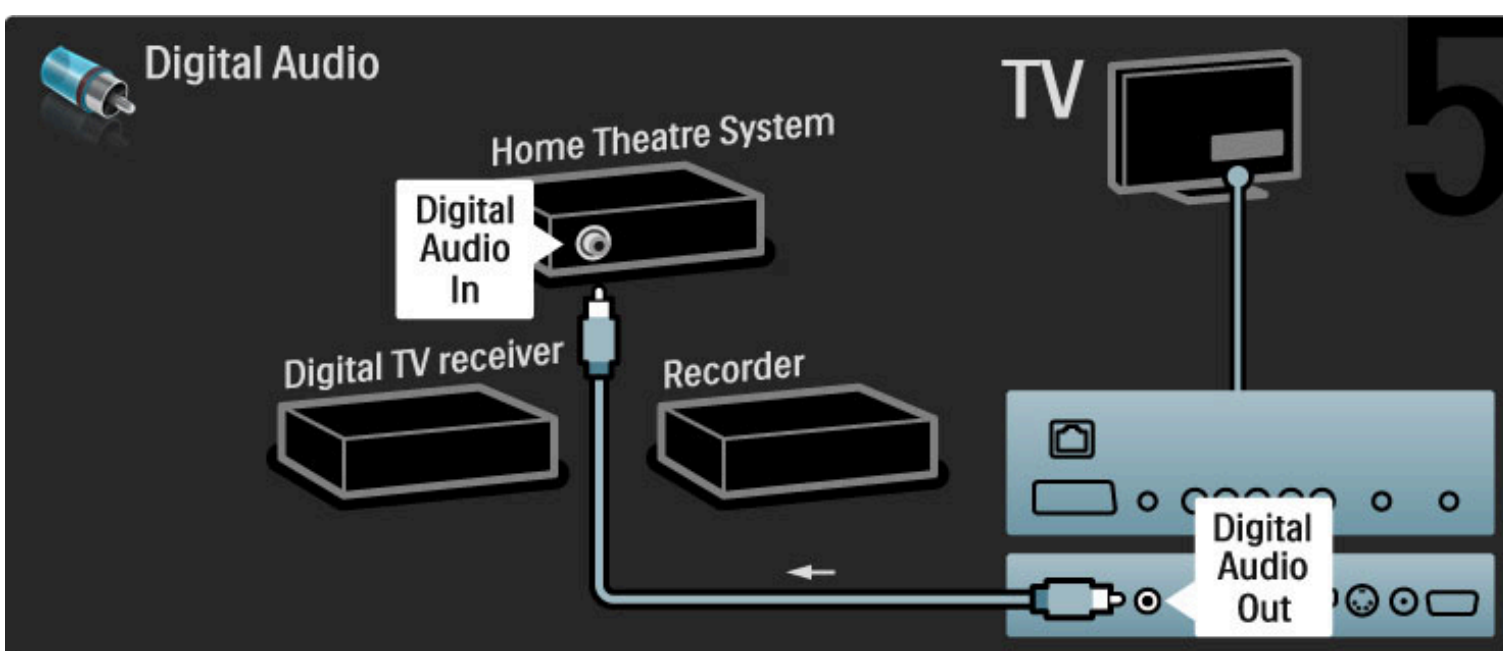 Digital Audio
TV
5
Home Theatre System
Digital
Audio
In
Digital TV receiver
Recorder
Digital
Audio
Out